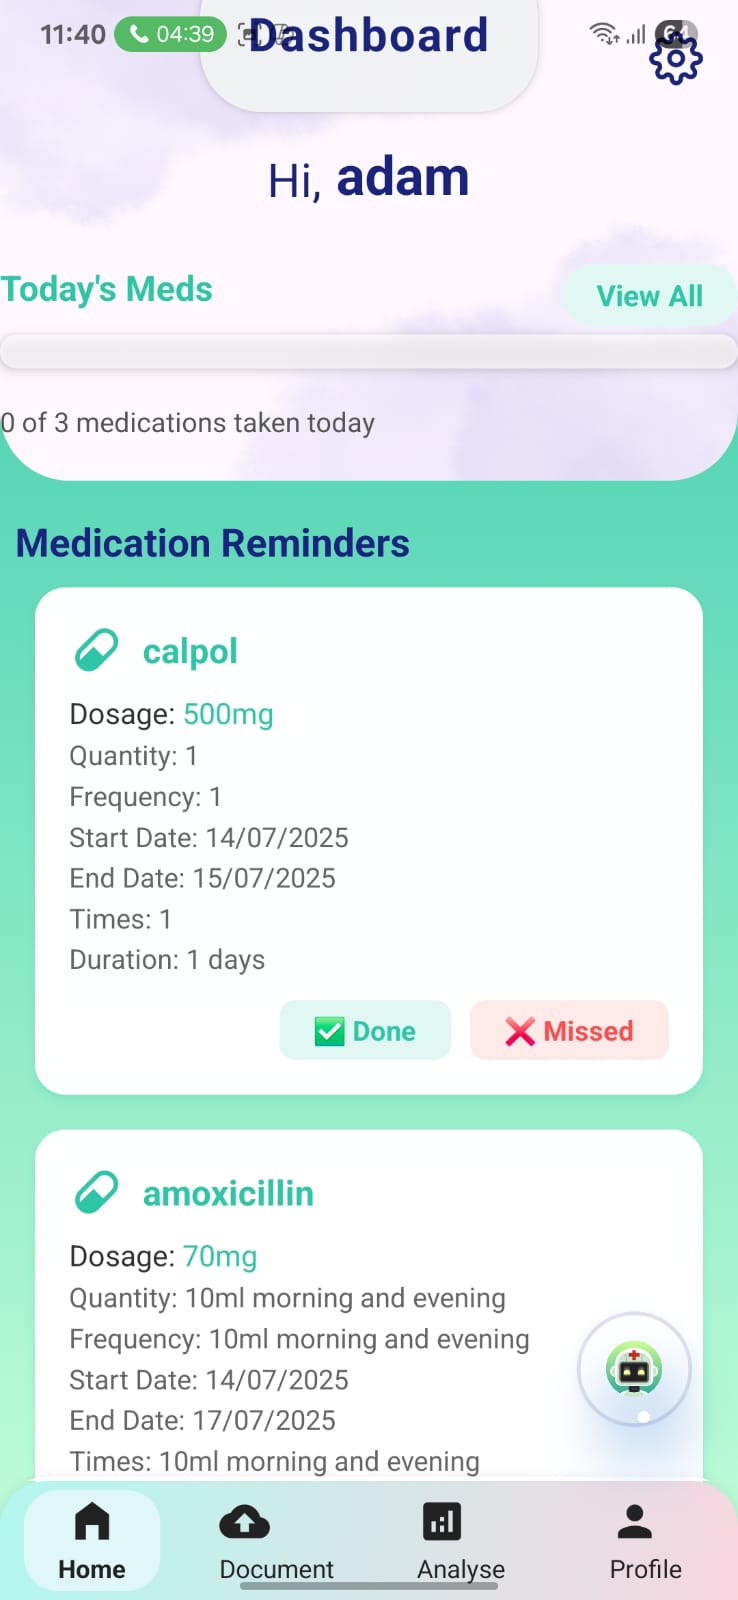 11:40 04:39
Dashboard
Hi, adam
Today's Meds
View All
0 of 3 medications taken today
Medication Reminders
calpol
Dosage: 500mg
Quantity: 1
Frequency: 1
Start Date: 14/07/2025
End Date: 15/07/2025
Times: 1
Duration: 1 days
Done
Missed
amoxicillin
Dosage: 70mg
Quantity: 10ml morning and evening
Frequency: 10ml morning and evening
Start Date: 14/07/2025
End Date: 17/07/2025
Times: 10ml morning and evening
Home Document Analyse Profile